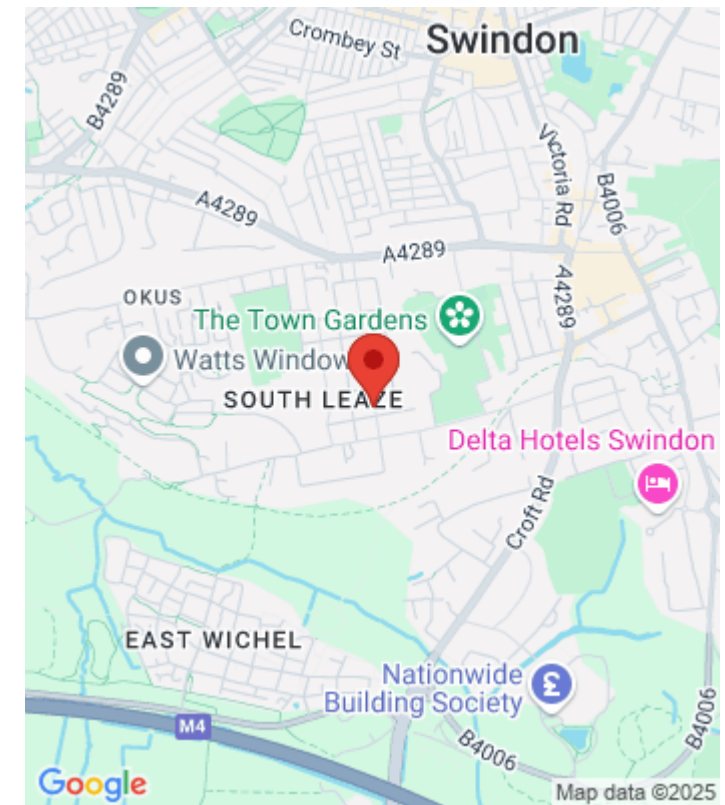 Crombey St
Swindon
B4289
Victoria Rd
B4006
A4289
A4289
A4289
OKUS
The Town Gardens
Watts Window
SOUTH LEAZE
Delta Hotels Swindon
Croft Rd
EAST WICHEL
Nationwide
Building Society
£
M4
B4006
B4006
Google
Map data ©2025